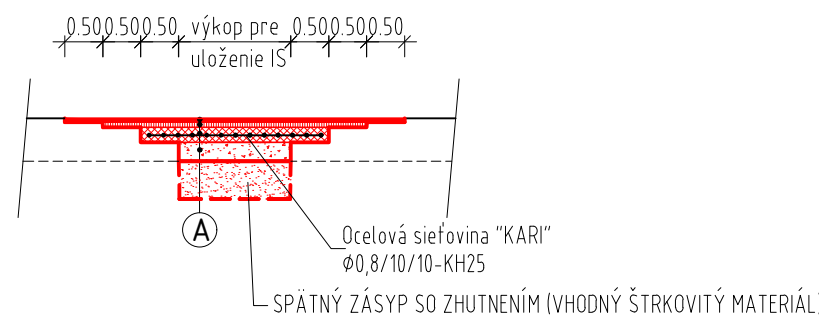 0.50 0.50 0.50 výkop pre 0.50 0.50 0.50
uloženie IS
A
Ocelová sieťovina "KARI"
Φ0,8/10/10-KH25
SPÄTNÝ ZÁSYP SO ZHUTNENÍM (VHODNÝ ŠTRKOVITÝ MATERIÁL)